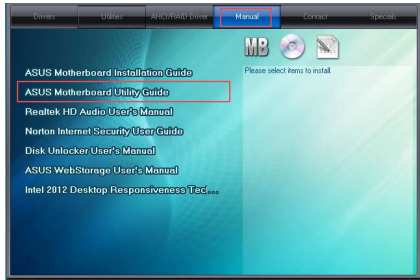 Drivers Utilities AHCI/RAID Driver Manual Contact Specials
MB
Please select items to install.
ASUS Motherboard Installation Guide
ASUS Motherboard Utility Guide
Realtek HD Audio User's Manual
Norton Internet Security User Guide
Disk Unlocker User's Manual
ASUS WebStorage User's Manual
Intel 2012 Desktop Responsiveness Tecl...